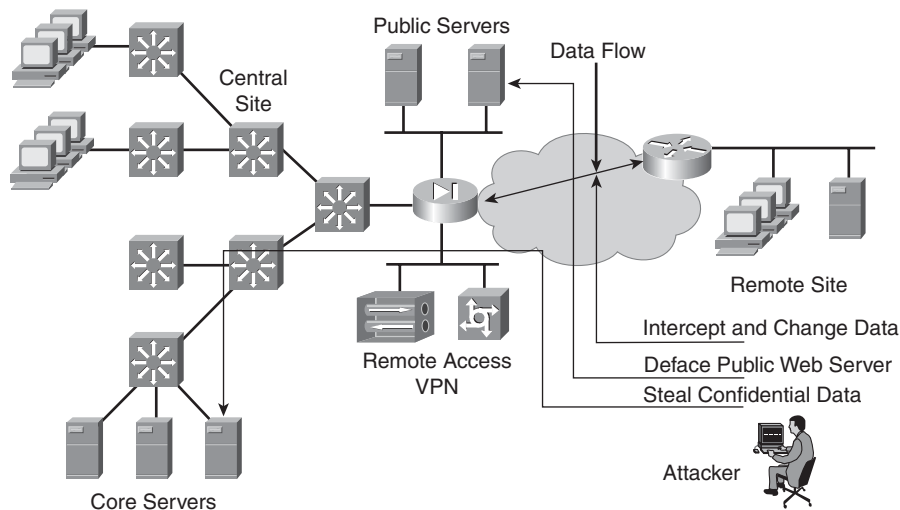 Public Servers
Data Flow
Central
Site
Remote Site
Intercept and Change Data
Remote Access
VPN
Deface Public Web Server
Steal Confidential Data
Attacker
Core Servers